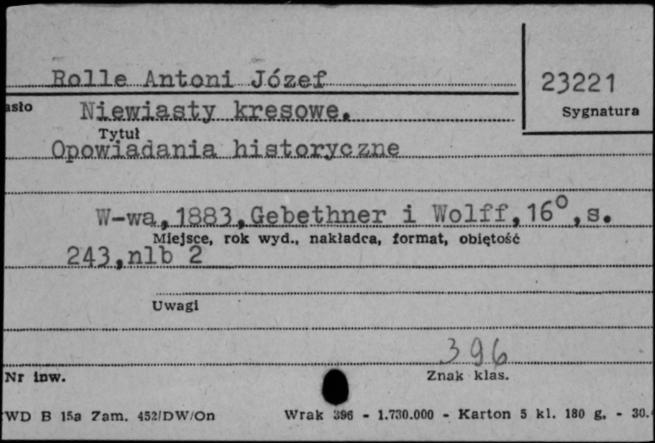 Rolle Antoni Józef
23221
asło
Niewiasty kresowe.
Sygnatura
Tytuł
Opowiadania historyczne
W-wa,1883,Gebethner i Wolff,16°,s.
Miejsce, rok wyd., nakładca, format, obiętość
243,nlb 2
Uwagi
396
Nr inw.
Znak klas.
WD B 15a Zam. 452/DW/On Wrak 396 - 1.730.000 - Karton 5 kl. 180 g. - 30.